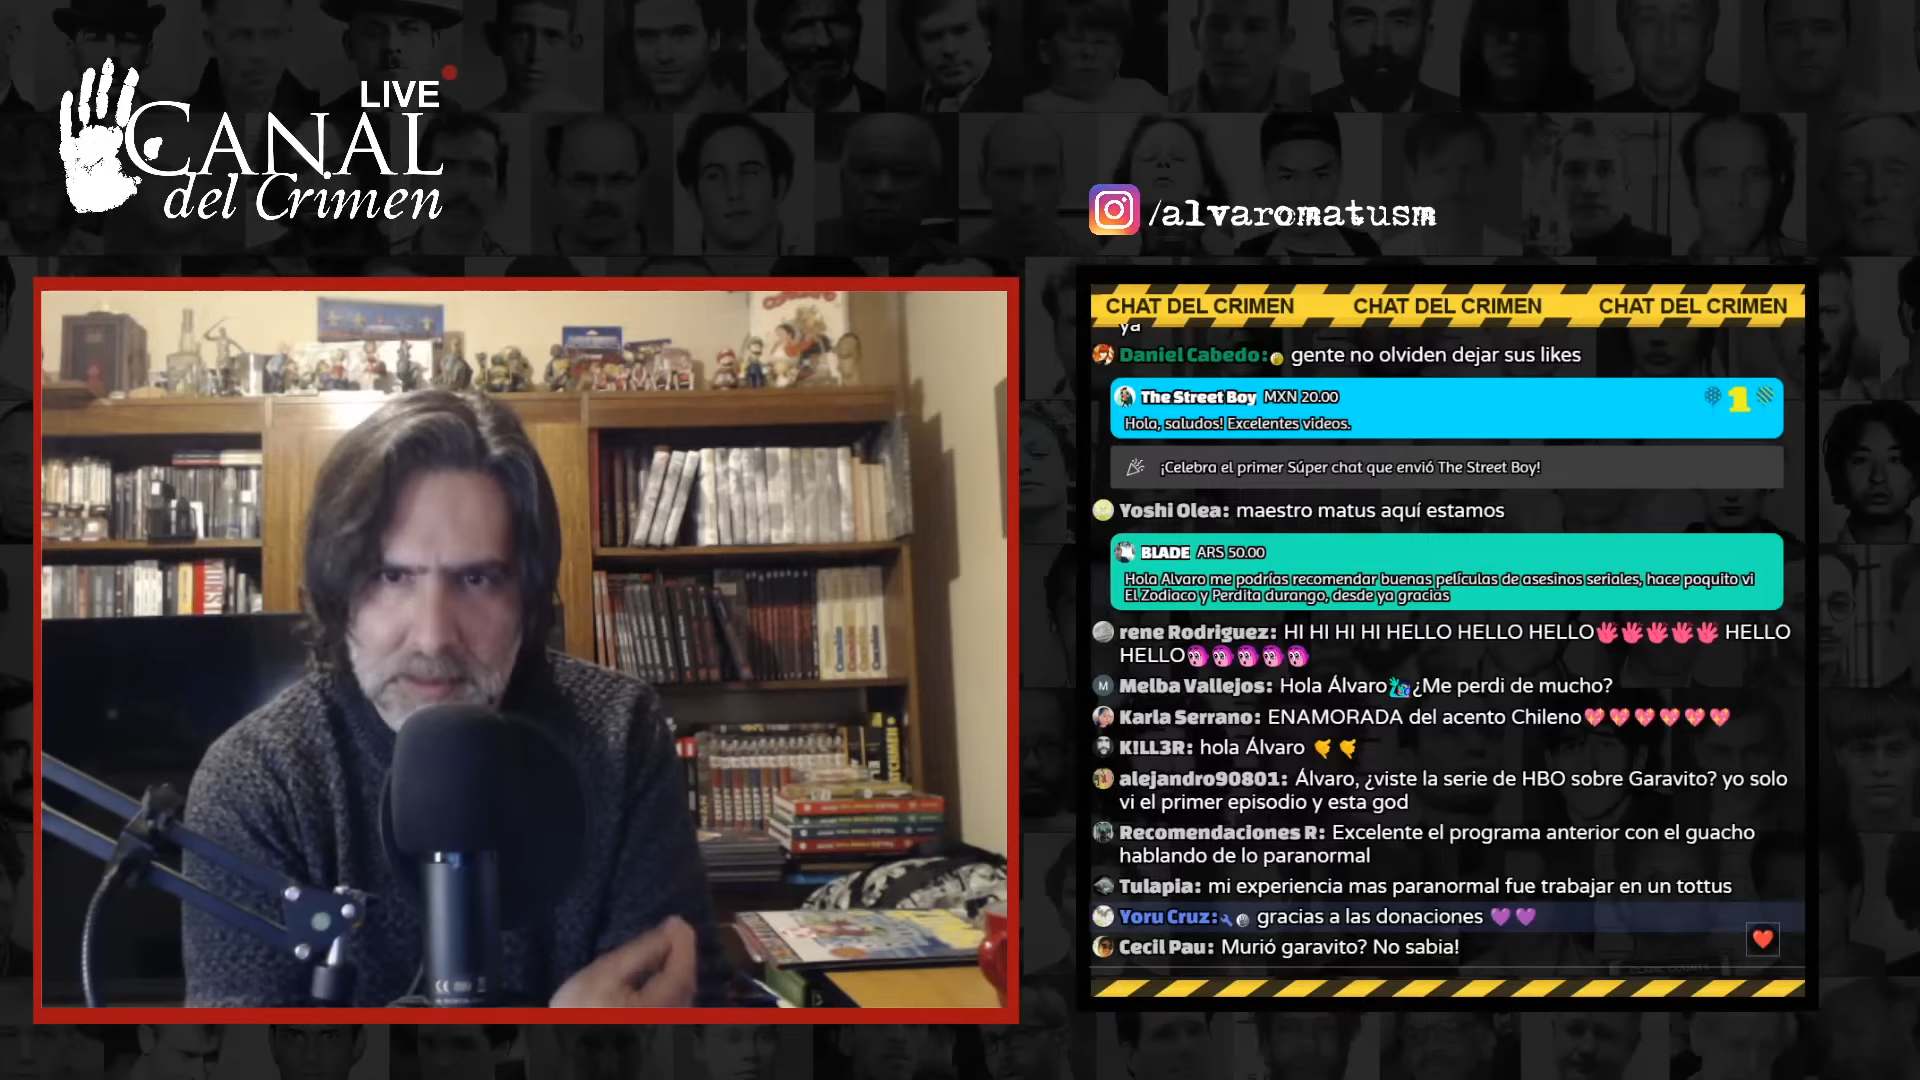 LIVE
CANAL
del Crimen
/alvaromatusm
CHAT DEL CRIMEN CHAT DEL CRIMEN CHAT DEL CRIMEN
ya
Daniel Cabedo: gente no olviden dejar sus likes
The Street Boy MXN 20.00
1
Hola, saludos! Excelentes videos.
¡Celebra el primer Súper chat que envió The Street Boy!
Yoshi Olea: maestro matus aquí estamos
BLADE ARS 50.00
Hola Alvaro me podrías recomendar buenas películas de asesinos seriales, hace poquito vi
El Zodiaco y Perdita durango, desde ya gracias
rene Rodriguez: HI HI HI HI HELLO HELLO HELLO👋👋👋👋👋 HELLO
HELLO
M Melba Vallejos: Hola Álvaro ¿Me perdi de mucho?
Karla Serrano: ENAMORADA del acento Chileno💖💖💖💖💖💖
K!LL3R: hola Álvaro
alejandro90801: Álvaro, ¿viste la serie de HBO sobre Garavito? yo solo
vi el primer episodio y esta god
Recomendaciones R: Excelente el programa anterior con el guacho
hablando de lo paranormal
Tulapia: mi experiencia mas paranormal fue trabajar en un tottus
Yoru Cruz: gracias a las donaciones 💜💜
Cecil Pau: Murió garavito? No sabia!